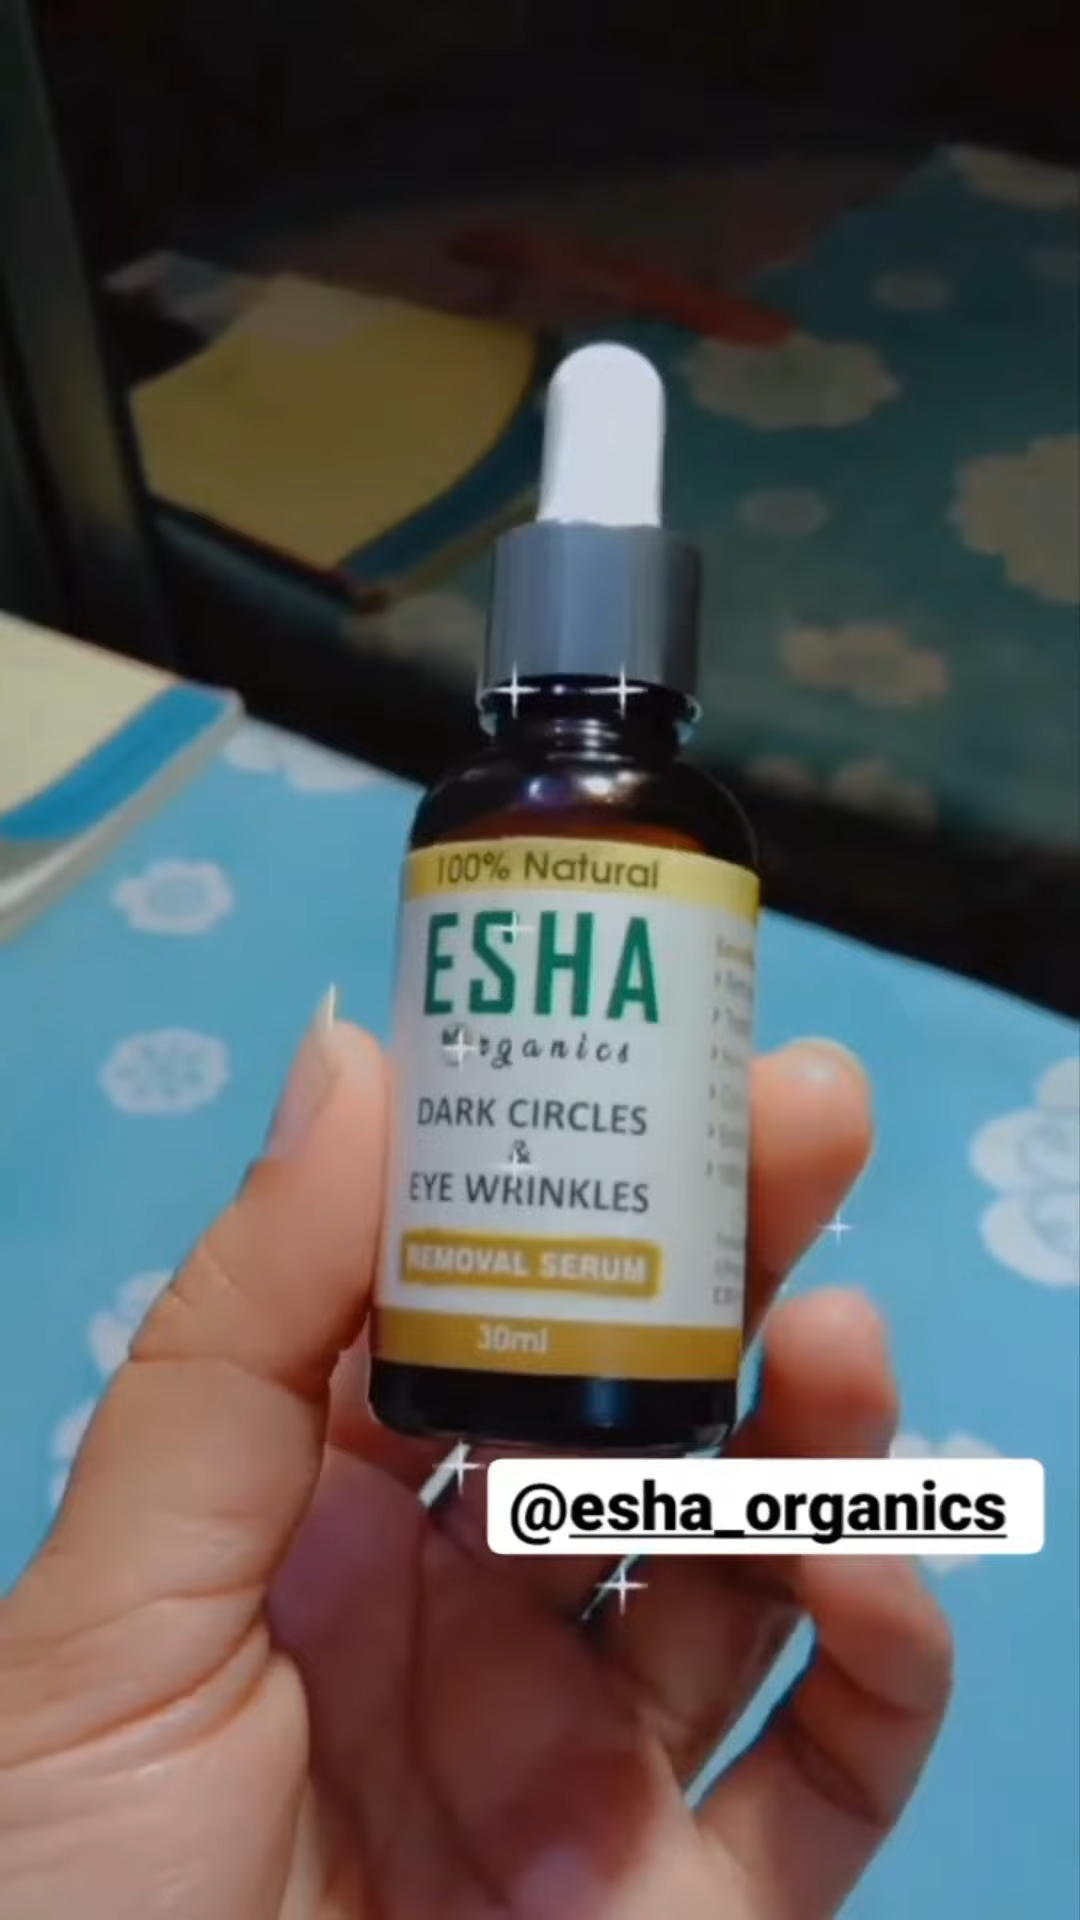 100% Natural
ESHA
Organics
DARK CIRCLES
&
EYE WRINKLES
REMOVAL SERUM
30ml
@esha_organics